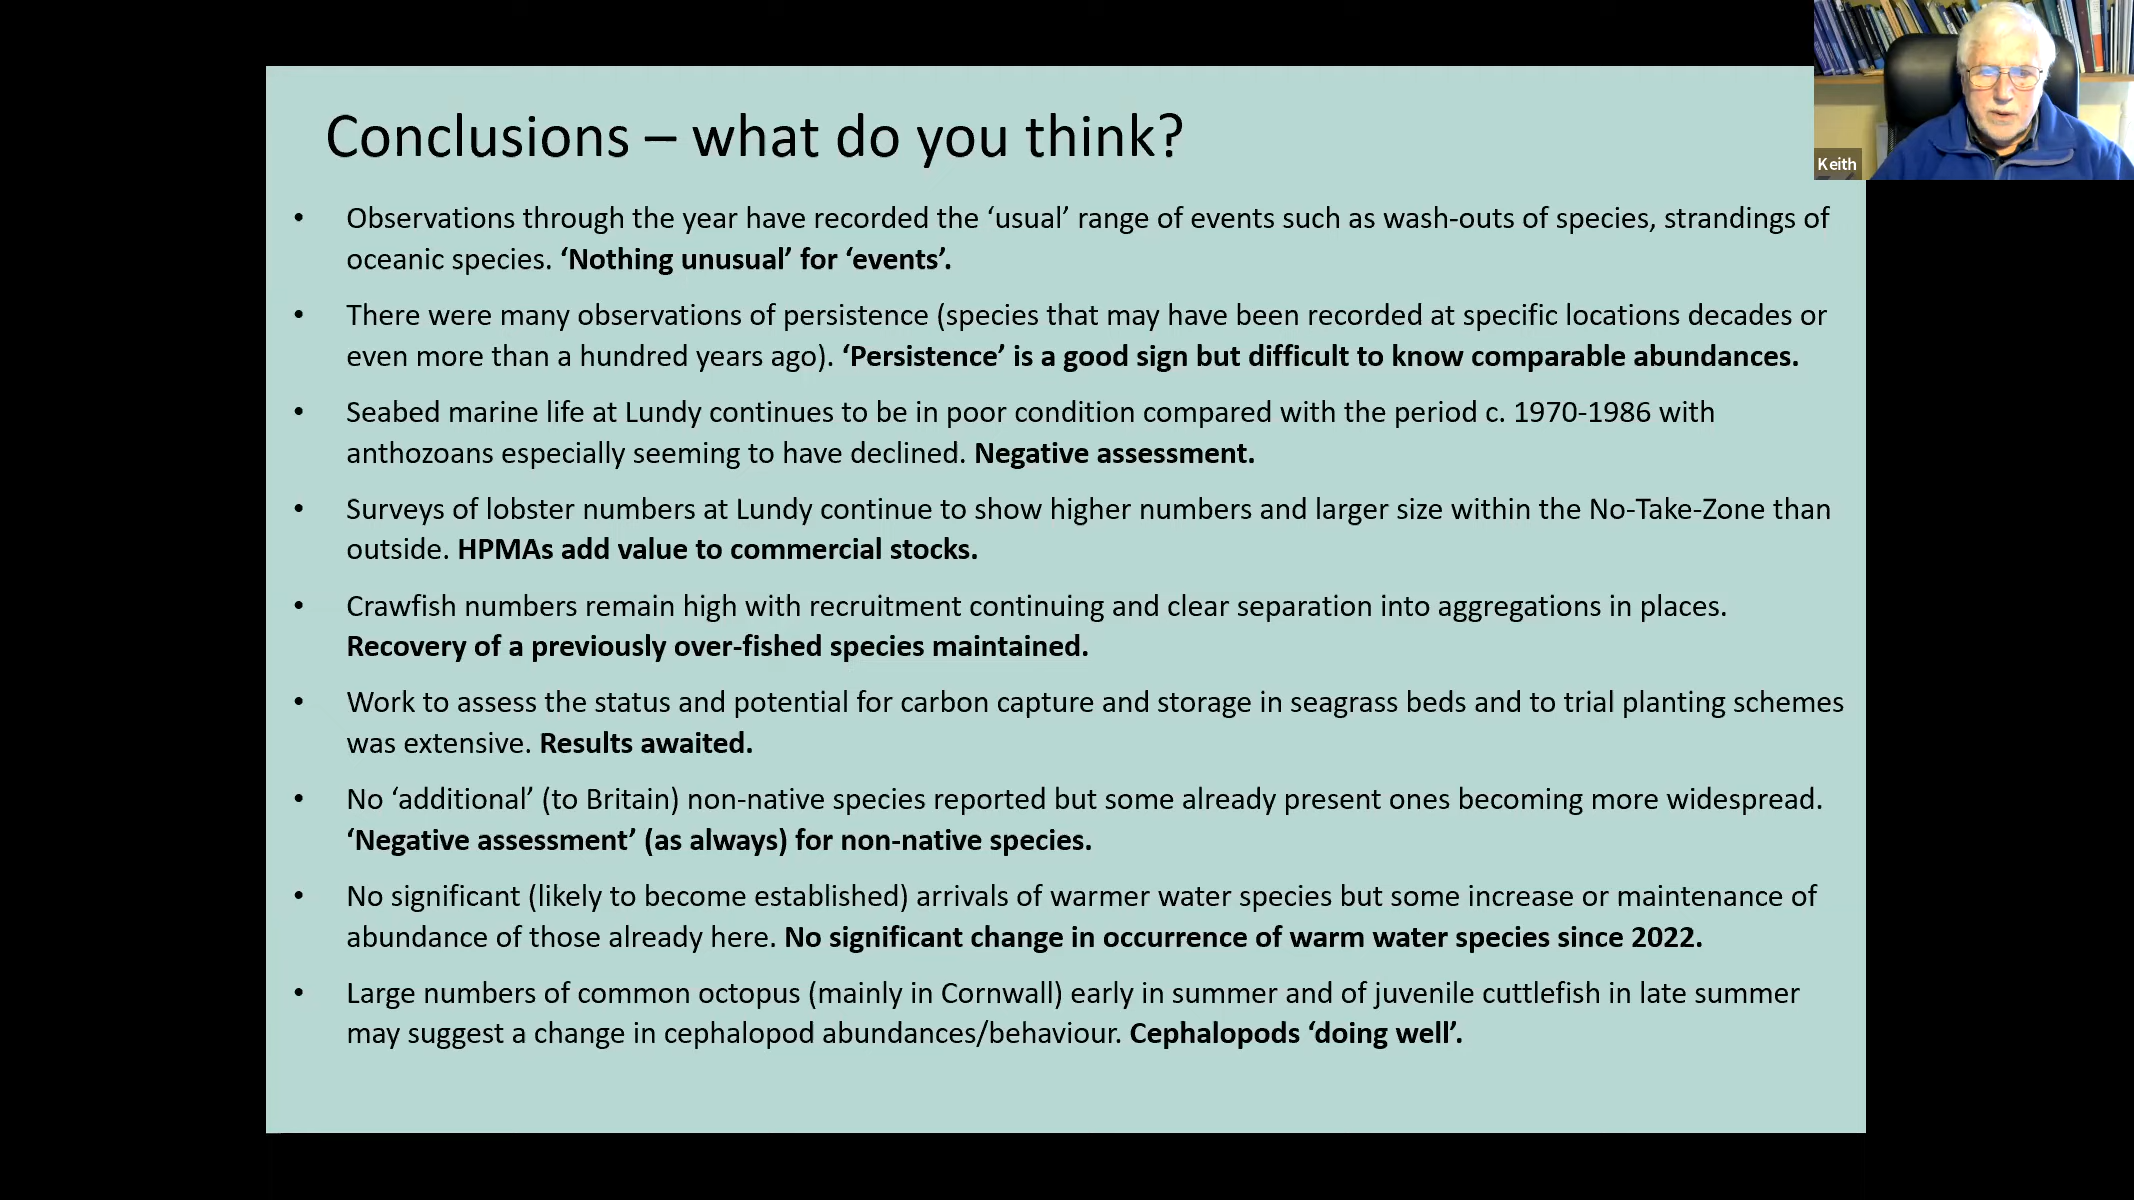 Conclusions – what do you think?
Keith
• Observations through the year have recorded the ‘usual’ range of events such as wash-outs of species, strandings of
oceanic species. ‘Nothing unusual’ for ‘events’.
• There were many observations of persistence (species that may have been recorded at specific locations decades or
even more than a hundred years ago). ‘Persistence’ is a good sign but difficult to know comparable abundances.
• Seabed marine life at Lundy continues to be in poor condition compared with the period c. 1970-1986 with
anthozoans especially seeming to have declined. Negative assessment.
• Surveys of lobster numbers at Lundy continue to show higher numbers and larger size within the No-Take-Zone than
outside. HPMAs add value to commercial stocks.
• Crawfish numbers remain high with recruitment continuing and clear separation into aggregations in places.
Recovery of a previously over-fished species maintained.
• Work to assess the status and potential for carbon capture and storage in seagrass beds and to trial planting schemes
was extensive. Results awaited.
• No ‘additional’ (to Britain) non-native species reported but some already present ones becoming more widespread.
‘Negative assessment’ (as always) for non-native species.
• No significant (likely to become established) arrivals of warmer water species but some increase or maintenance of
abundance of those already here. No significant change in occurrence of warm water species since 2022.
• Large numbers of common octopus (mainly in Cornwall) early in summer and of juvenile cuttlefish in late summer
may suggest a change in cephalopod abundances/behaviour. Cephalopods ‘doing well’.